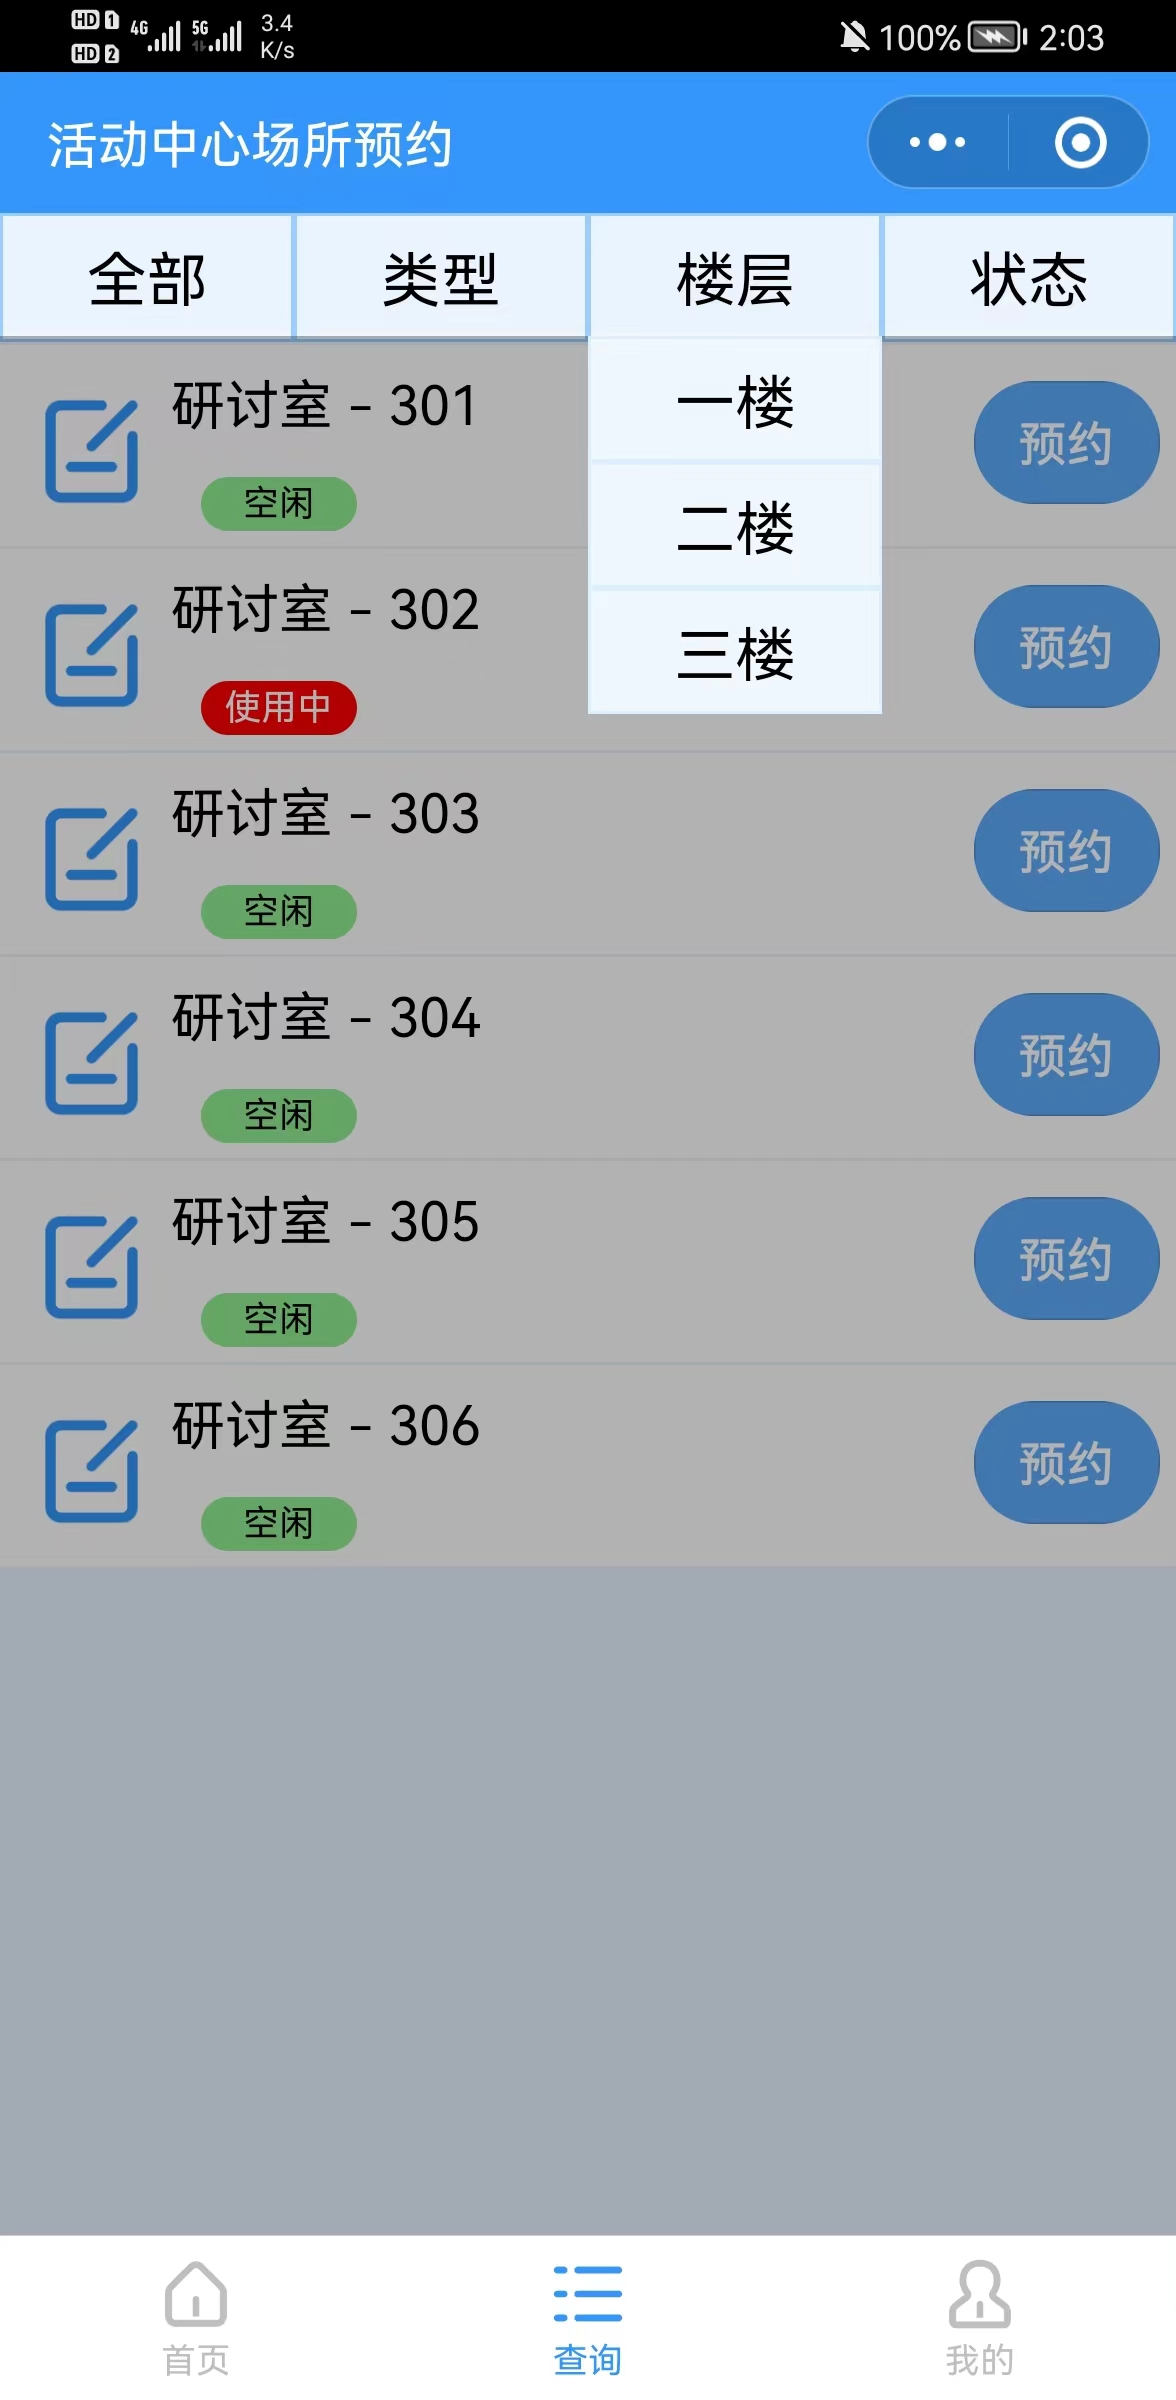 HD 1 4G 5G 3.4 K/s HD 2 100% 2:03
活动中心场所预约
全部 类型 楼层 状态
一楼
二楼
三楼
研讨室 - 301
空闲
预约
研讨室 - 302
使用中
预约
研讨室 - 303
空闲
预约
研讨室 - 304
空闲
预约
研讨室 - 305
空闲
预约
研讨室 - 306
空闲
预约
首页 查询 我的